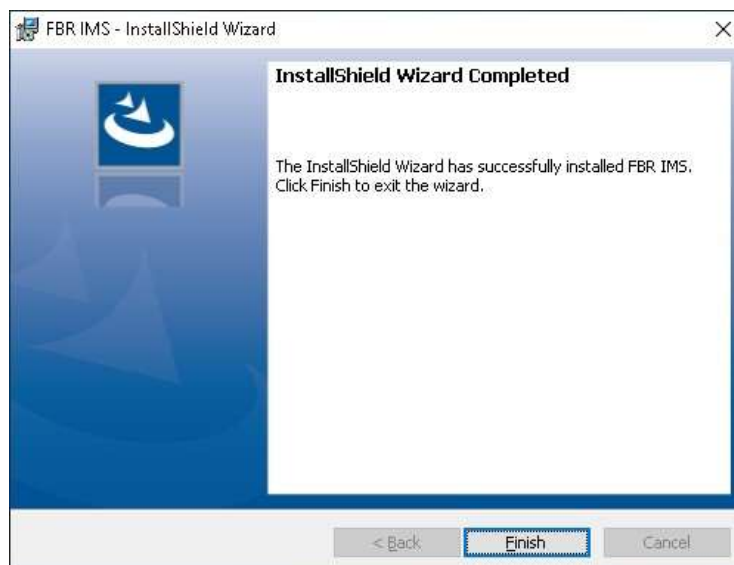 FBR IMS - InstallShield Wizard
InstallShield Wizard Completed
The InstallShield Wizard has successfully installed FBR IMS.
Click Finish to exit the wizard.
< Back
Finish
Cancel